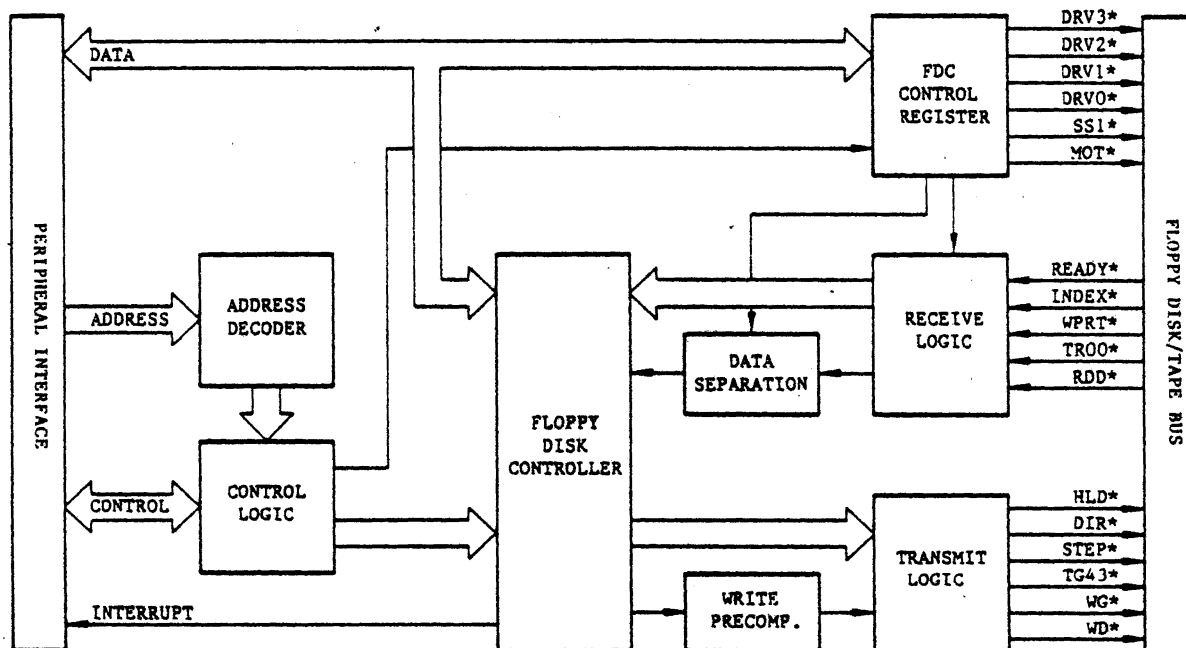 DATA
FDC
CONTROL
REGISTER
DRV3*
DRV2*
DRV1*
DRV0*
SS1*
MOT*
PERIPHERAL INTERFACE
ADDRESS
ADDRESS
DECODER
CONTROL
CONTROL
LOGIC
INTERRUPT
FLOPPY
DISK
CONTROLLER
DATA
SEPARATION
RECEIVE
LOGIC
READY*
INDEX*
WPRT*
TR00*
RDD*
WRITE
PRECOMP.
TRANSMIT
LOGIC
HLD*
DIR*
STEP*
TG43*
WG*
WD*
FLOPPY DISK/TAPE BUS